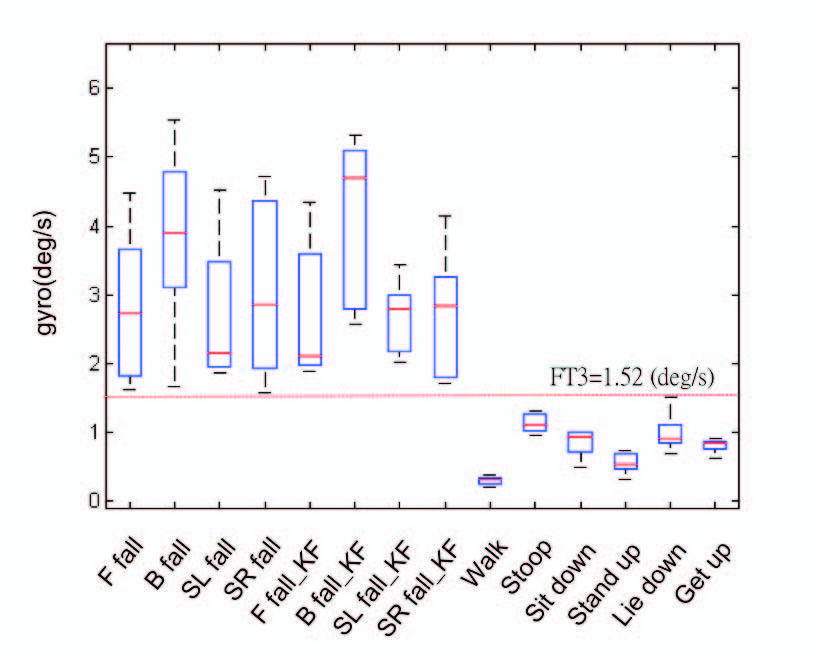 6
5
4
3
2
1
0
gyro(deg/s)
FT3=1.52 (deg/s)
F fall
B fall
SL fall
SR fall
F fall_KF
B fall_KF
SL fall_KF
SR fall_KF
Walk
Stoop
Sit down
Stand up
Lie down
Get up